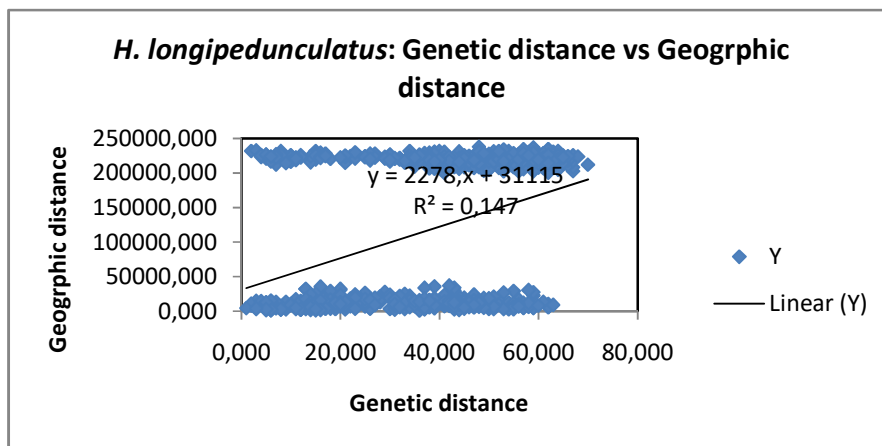 H. longipedunculatus: Genetic distance vs Geogrphic
distance
Geogrphic distance
250000,000
200000,000
150000,000
100000,000
50000,000
0,000
y = 2278,x + 31115
R² = 0,147
Y
Linear (Y)
0,000 20,000 40,000 60,000 80,000
Genetic distance